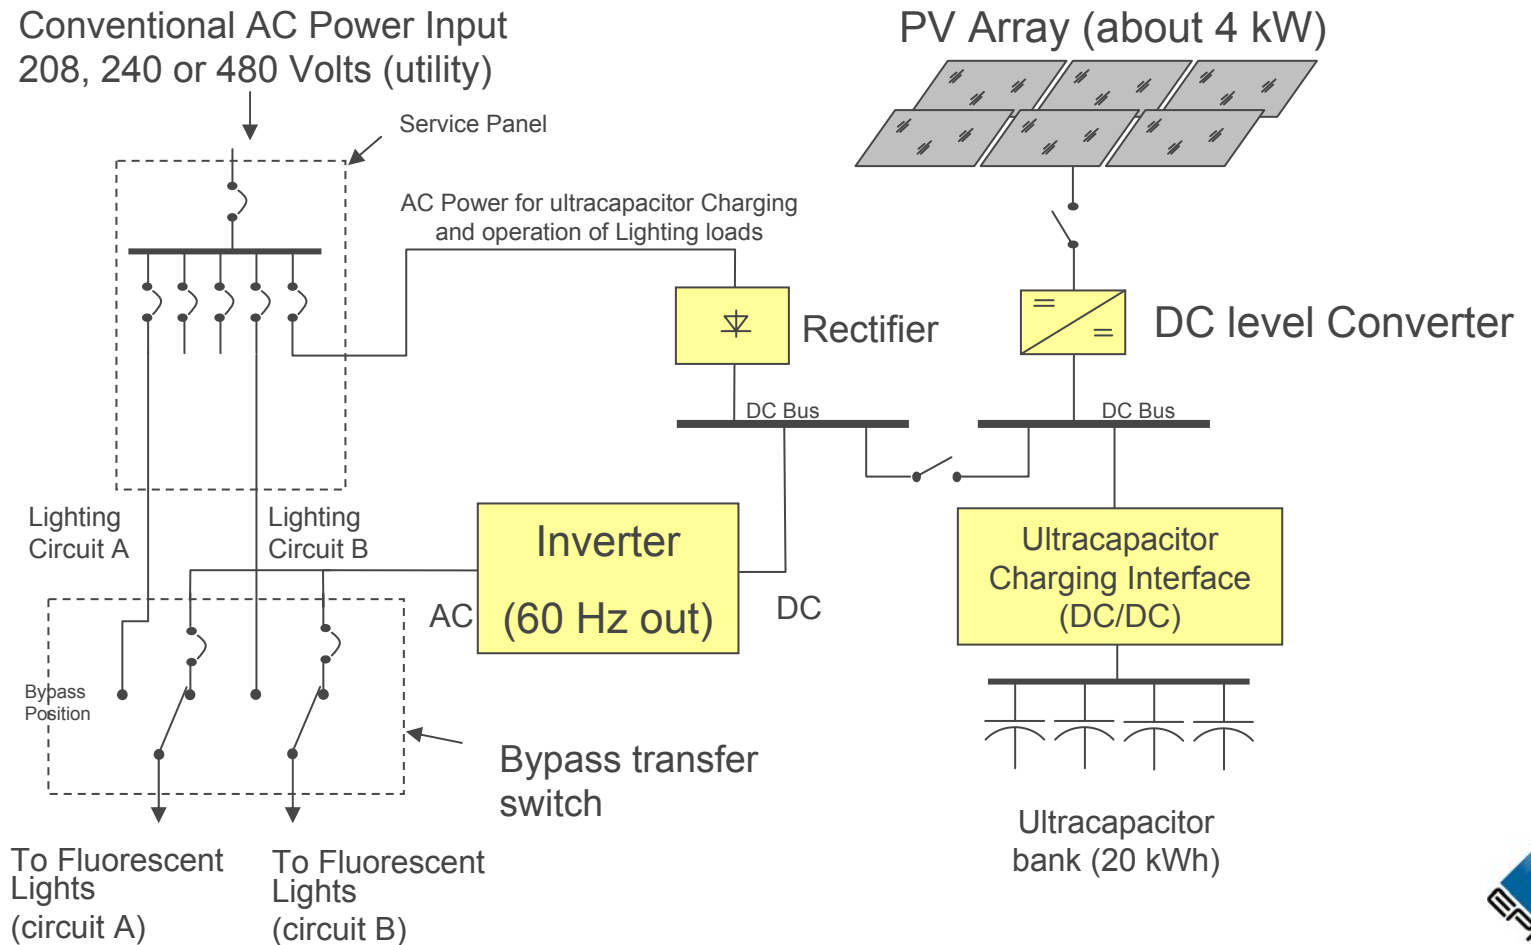 Conventional AC Power Input
208, 240 or 480 Volts (utility)
PV Array (about 4 kW)
Service Panel
AC Power for ultracapacitor Charging
and operation of Lighting loads
Rectifier
DC level Converter
DC Bus
DC Bus
Lighting
Circuit A
Lighting
Circuit B
Inverter
(60 Hz out)
AC
DC
Ultracapacitor
Charging Interface
(DC/DC)
Bypass
Position
Bypass transfer
switch
Ultracapacitor
bank (20 kWh)
To Fluorescent
Lights
(circuit A)
To Fluorescent
Lights
(circuit B)